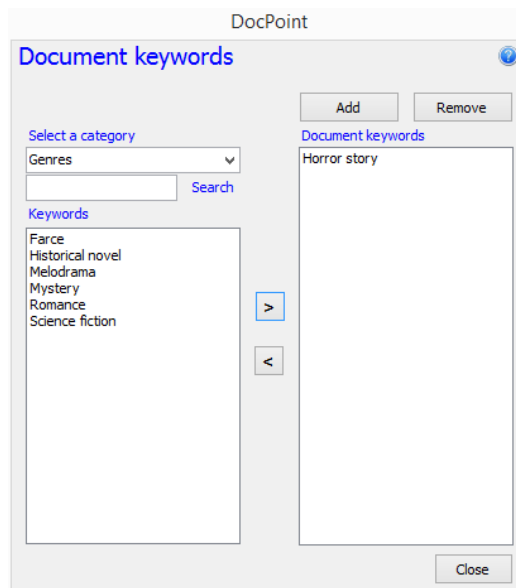 DocPoint
Document keywords
?
Add Remove
Select a category Document keywords
Genres
Horror story
Search
Keywords
Farce
Historical novel
Melodrama
Mystery
Romance
Science fiction
>
<
Close